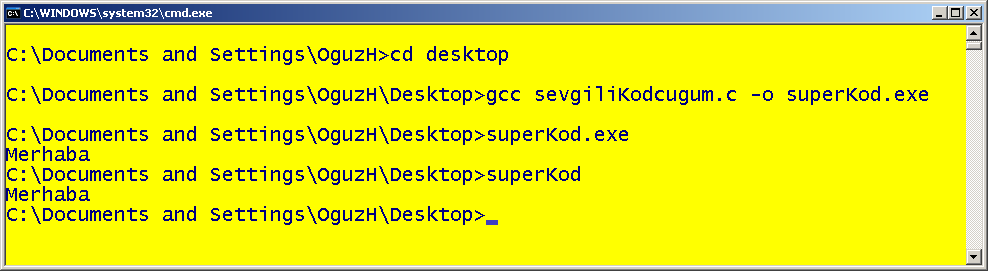 C:\WINDOWS\system32\cmd.exe
C:\Documents and Settings\OguzH>cd desktop
C:\Documents and Settings\OguzH\Desktop>gcc sevgiliKodcugum.c -o superKod.exe
C:\Documents and Settings\OguzH\Desktop>superKod.exe
Merhaba
C:\Documents and Settings\OguzH\Desktop>superKod
Merhaba
C:\Documents and Settings\OguzH\Desktop>_